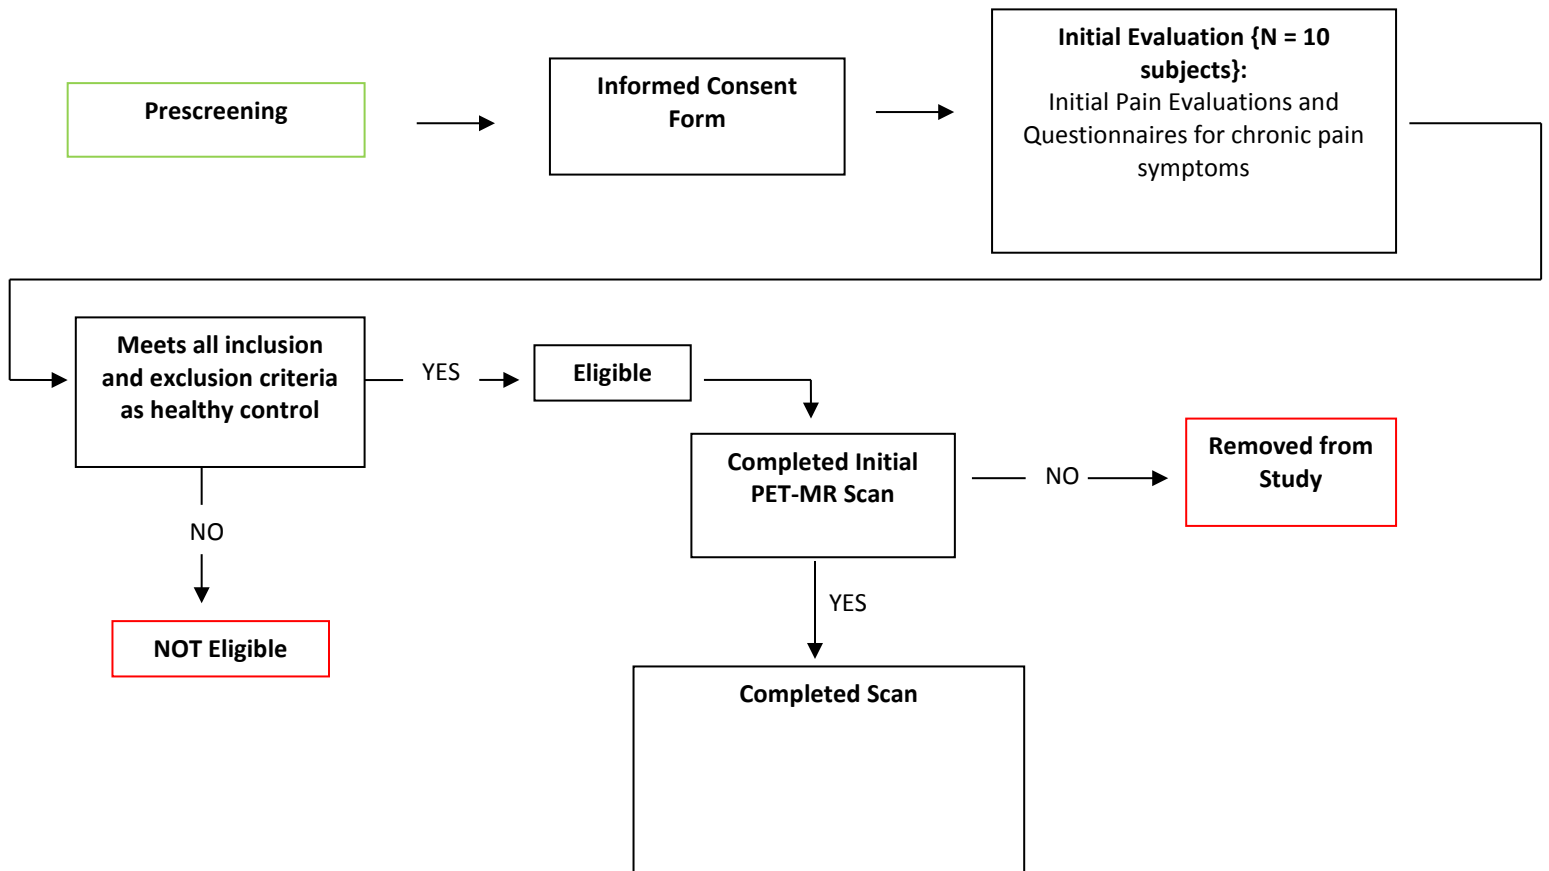 Prescreening
Informed Consent
Form
Initial Evaluation {N = 10
subjects}:
Initial Pain Evaluations and
Questionnaires for chronic pain
symptoms
Meets all inclusion
and exclusion criteria
as healthy control
YES
Eligible
Completed Initial
PET-MR Scan
NO
Removed from
Study
NO
NOT Eligible
YES
Completed Scan